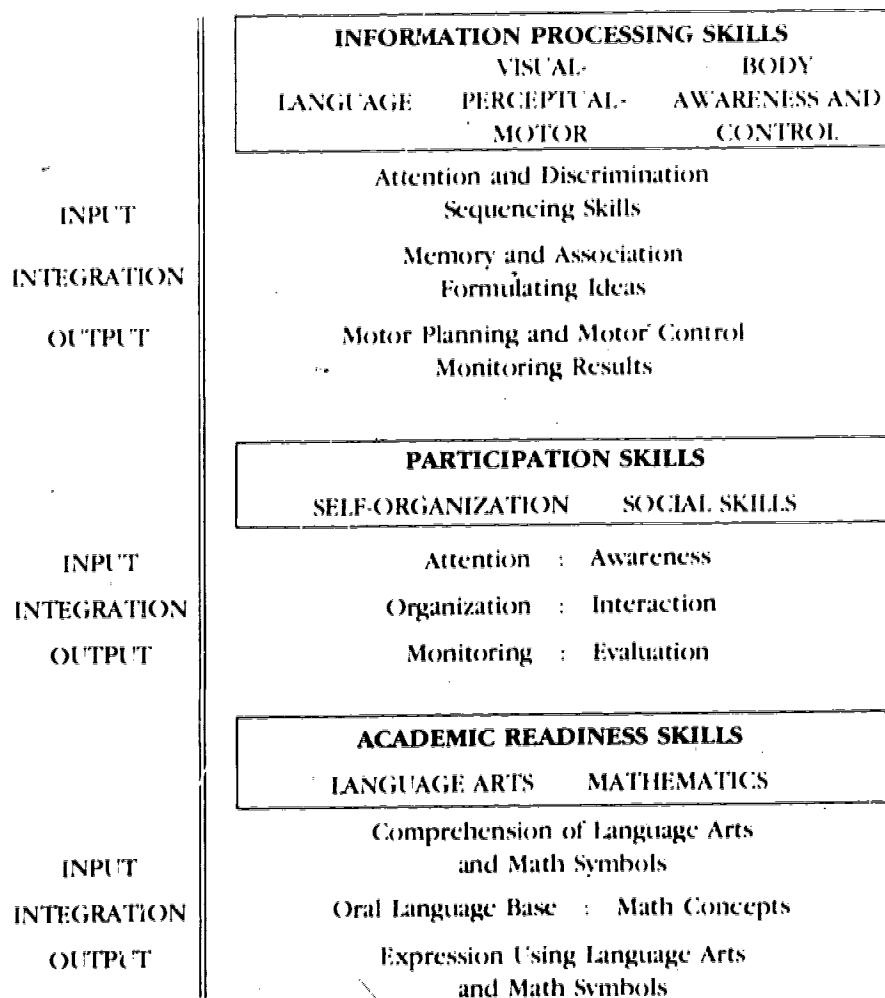 INFORMATION PROCESSING SKILLS
VISUAL- BODY
LANGUAGE PERCEPTUAL- AWARENESS AND
MOTOR CONTROL
Attention and Discrimination
INPUT Sequencing Skills
Memory and Association
INTEGRATION Formulating Ideas
OUTPUT Motor Planning and Motor Control
Monitoring Results
PARTICIPATION SKILLS
SELF-ORGANIZATION SOCIAL SKILLS
INPUT Attention : Awareness
INTEGRATION Organization : Interaction
OUTPUT Monitoring : Evaluation
ACADEMIC READINESS SKILLS
LANGUAGE ARTS MATHEMATICS
Comprehension of Language Arts
INPUT and Math Symbols
INTEGRATION Oral Language Base : Math Concepts
OUTPUT Expression Using Language Arts
and Math Symbols